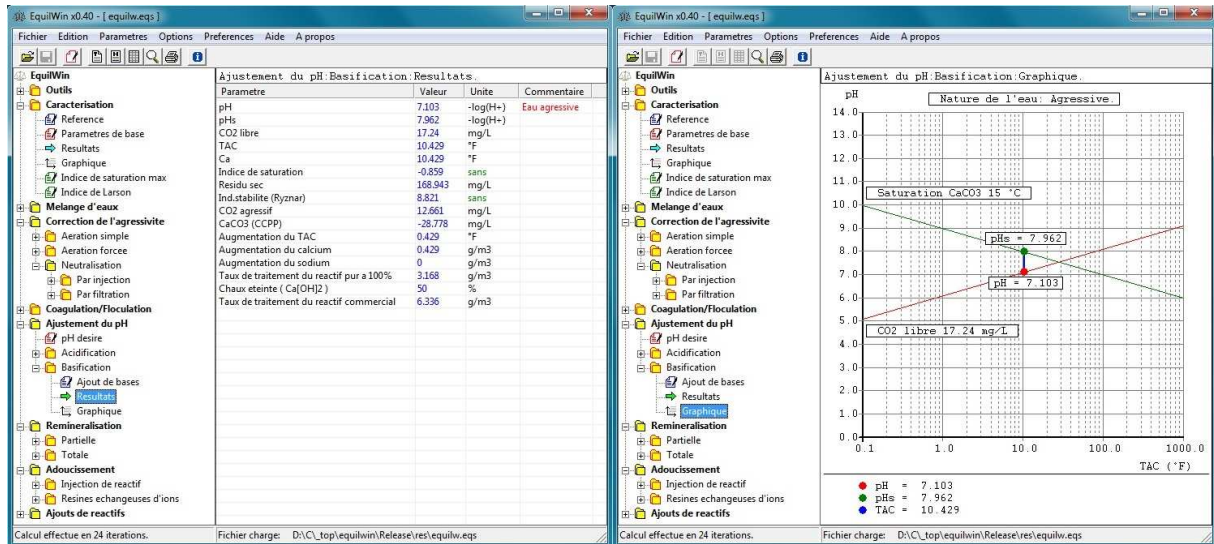 EquilWin x0.40 - [ equilw.eqs ]
Fichier Edition Parametres Options Preferences Aide A propos
EquilWin
Outils
Caracterisation
Reference
Parametres de base
Resultats
Graphique
Indice de saturation max
Indice de Larson
Melange d'eaux
Correction de l'agressivite
Aeration simple
Aeration forcee
Neutralisation
Par injection
Par filtration
Coagulation/Floculation
Ajustement du pH
pH desire
Acidification
Basification
Ajout de bases
Resultats
Graphique
Remineralisation
Partielle
Totale
Adoucissement
Injection de reactif
Resines echangeuses d'ions
Ajouts de reactifs
Ajustement du pH:Basification:Resultats.
Parametre Valeur Unite Commentaire
pH 7.103 -log(H+) Eau agressive
pHs 7.962 -log(H+)
CO2 libre 17.24 mg/L
TAC 10.429 °F
Ca 10.429 °F
Indice de saturation -0.859 sans
Residu sec 168.943 mg/L
Ind.stabilite (Ryznar) 8.821 sans
CO2 agressif 12.661 mg/L
CaCO3 (CCPP) -28.778 mg/L
Augmentation du TAC 0.429 °F
Augmentation du calcium 0.429 g/m3
Augmentation du sodium 0 g/m3
Taux de traitement du reactif pur a 100% 3.168 g/m3
Chaux eteinte ( Ca[OH]2 ) 50 %
Taux de traitement du reactif commercial 6.336 g/m3
Calcul effectue en 24 iterations. Fichier charge: D:\C\_top\equilwin\Release\res\equilw.eqs
EquilWin x0.40 - [ equilw.eqs ]
Fichier Edition Parametres Options Preferences Aide A propos
EquilWin
Outils
Caracterisation
Reference
Parametres de base
Resultats
Graphique
Indice de saturation max
Indice de Larson
Melange d'eaux
Correction de l'agressivite
Aeration simple
Aeration forcee
Neutralisation
Par injection
Par filtration
Coagulation/Floculation
Ajustement du pH
pH desire
Acidification
Basification
Ajout de bases
Resultats
Graphique
Remineralisation
Partielle
Totale
Adoucissement
Injection de reactif
Resines echangeuses d'ions
Ajouts de reactifs
Ajustement du pH:Basification:Graphique.
pH
Nature de l'eau: Agressive.
14.0
13.0
12.0
11.0
Saturation CaCO3 15 °C
10.0
9.0
pHs = 7.962
8.0
7.0
pH = 7.103
6.0
5.0
CO2 libre 17.24 mg/L
4.0
3.0
2.0
1.0
0.0
0.1 1.0 10.0 100.0 1000.0
TAC (°F)
pH = 7.103
pHs = 7.962
TAC = 10.429
Calcul effectue en 24 iterations. Fichier charge: D:\C\_top\equilwin\Release\res\equilw.eqs